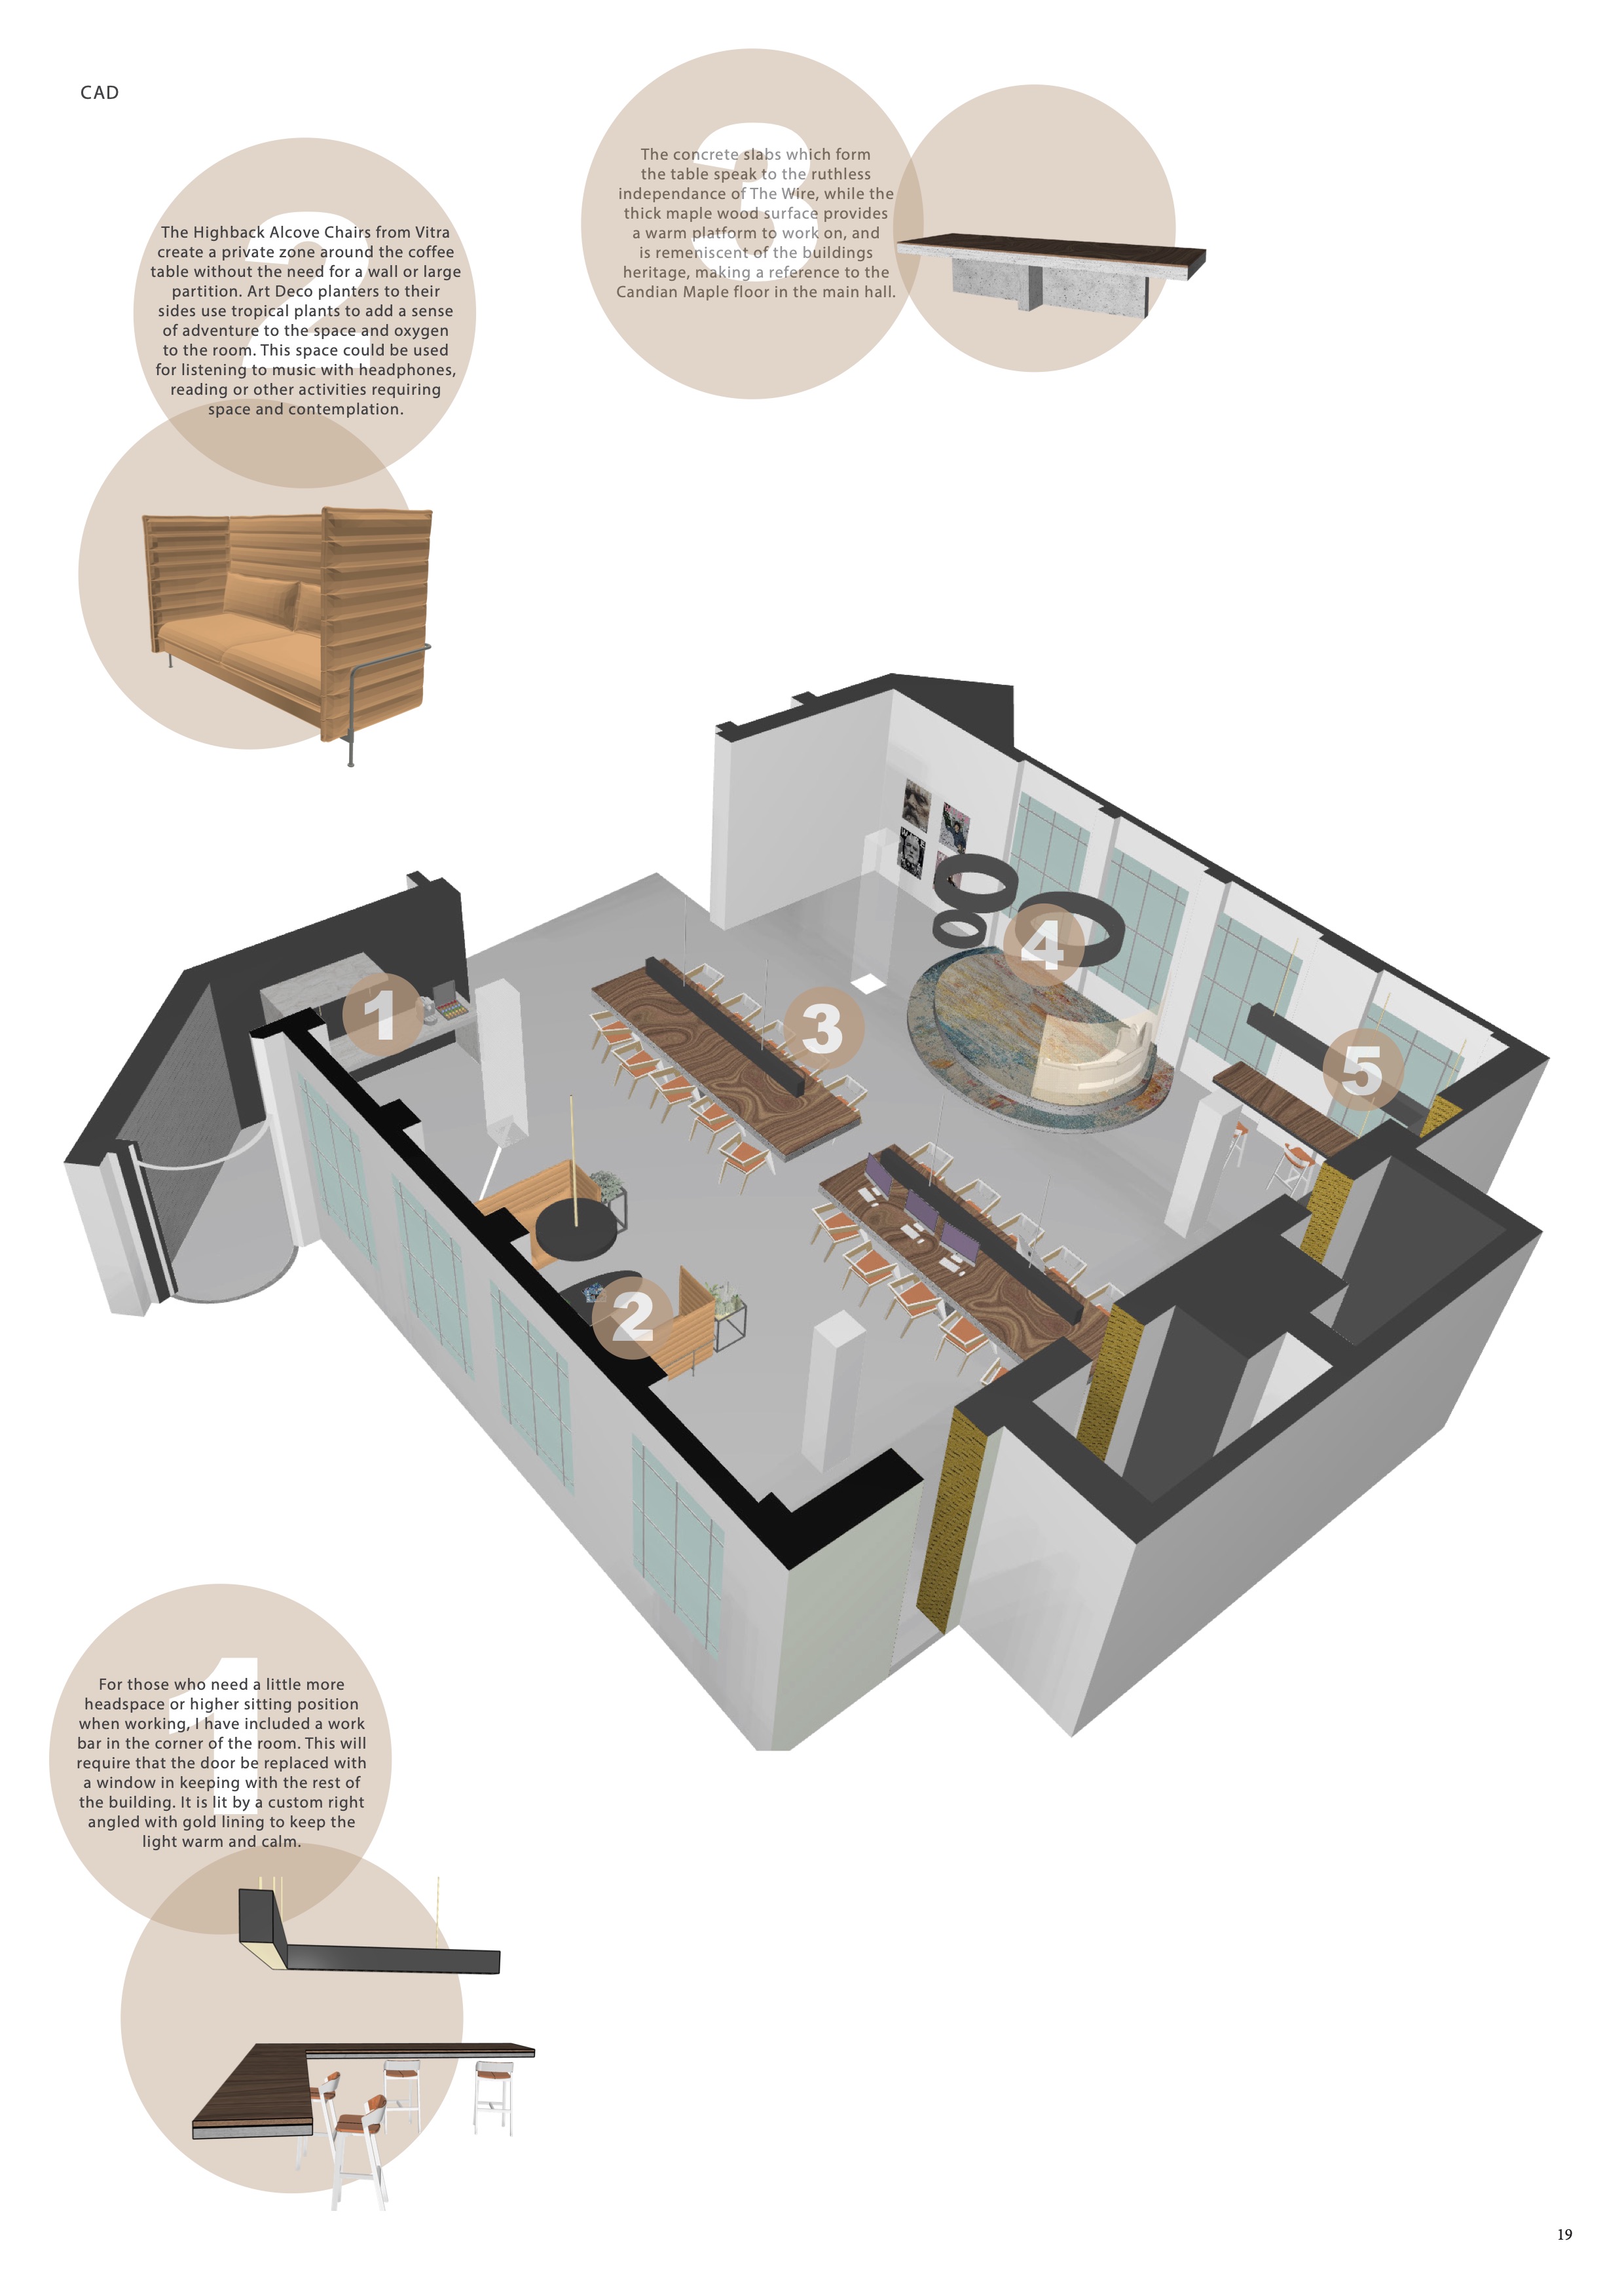 CAD
3
The concrete slabs which form
the table speak to the ruthless
independance of The Wire, while the
thick maple wood surface provides
a warm platform to work on, and
is remeniscent of the buildings
heritage, making a reference to the
Candian Maple floor in the main hall.
2
The Highback Alcove Chairs from Vitra
create a private zone around the coffee
table without the need for a wall or large
partition. Art Deco planters to their
sides use tropical plants to add a sense
of adventure to the space and oxygen
to the room. This space could be used
for listening to music with headphones,
reading or other activities requiring
space and contemplation.
4
1
3
5
2
1
For those who need a little more
headspace or higher sitting position
when working, I have included a work
bar in the corner of the room. This will
require that the door be replaced with
a window in keeping with the rest of
the building. It is lit by a custom right
angled with gold lining to keep the
light warm and calm.
19